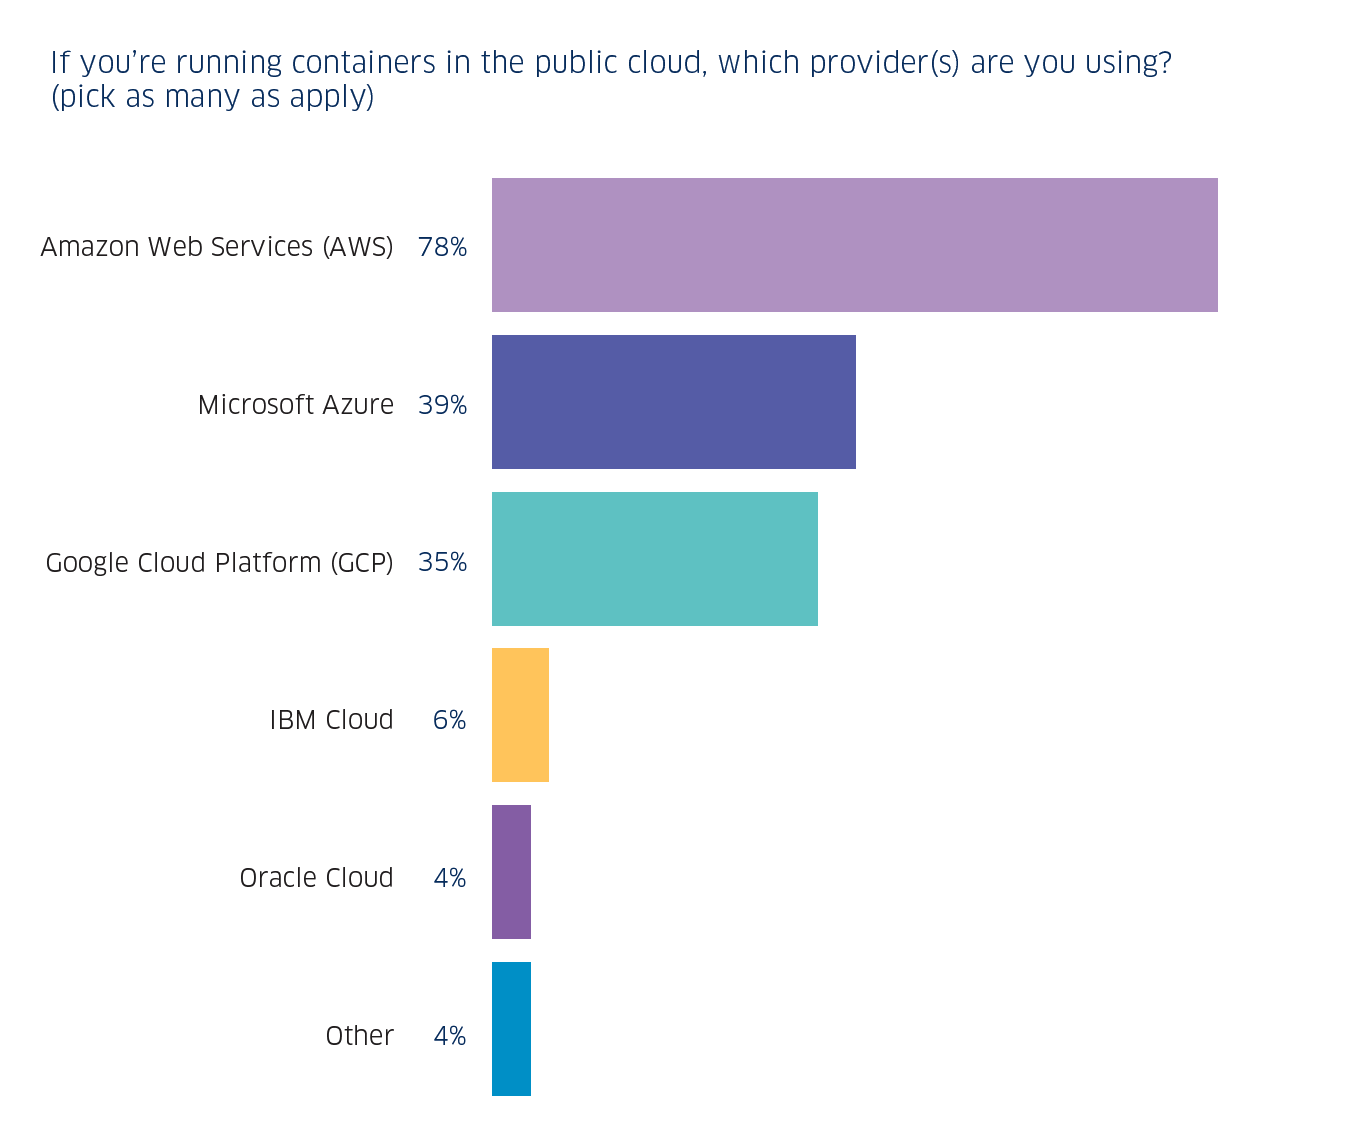 If you’re running containers in the public cloud, which provider(s) are you using?
(pick as many as apply)
Amazon Web Services (AWS) 78%
Microsoft Azure 39%
Google Cloud Platform (GCP) 35%
IBM Cloud 6%
Oracle Cloud 4%
Other 4%